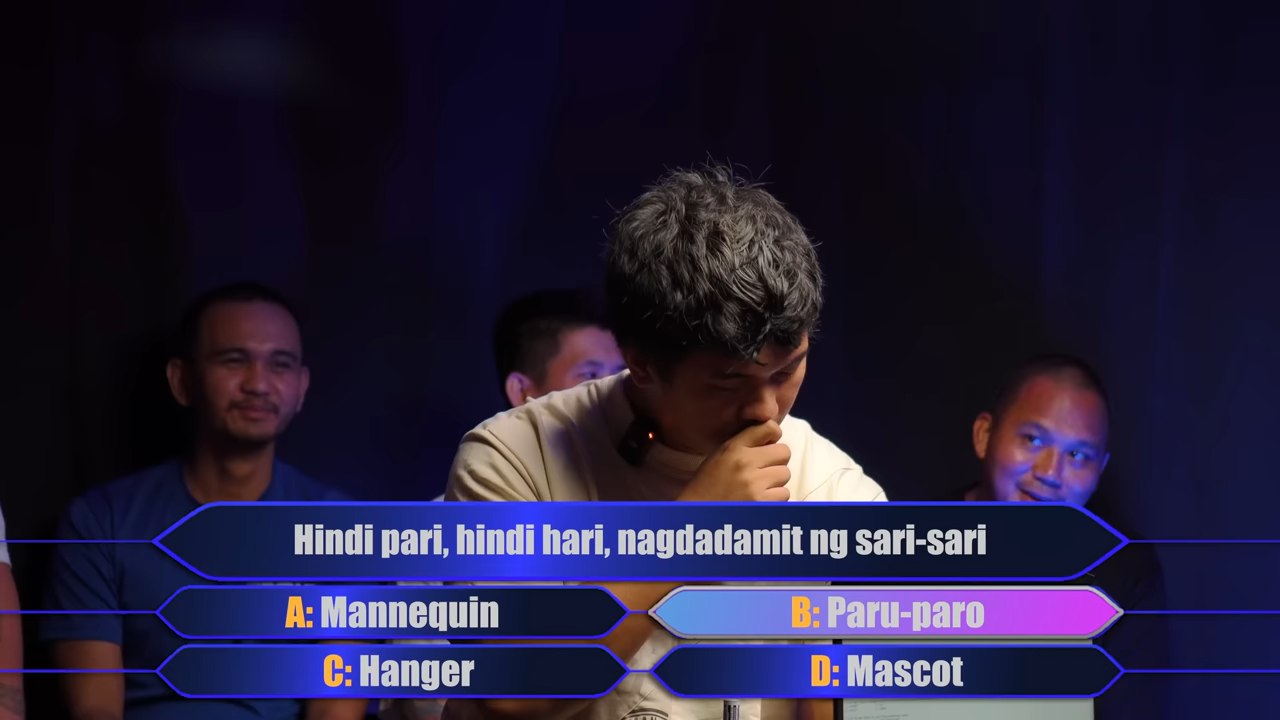 Hindi pari, hindi hari, nagdadamit ng sari-sari
A: Mannequin
B: Paru-paro
C: Hanger
D: Mascot